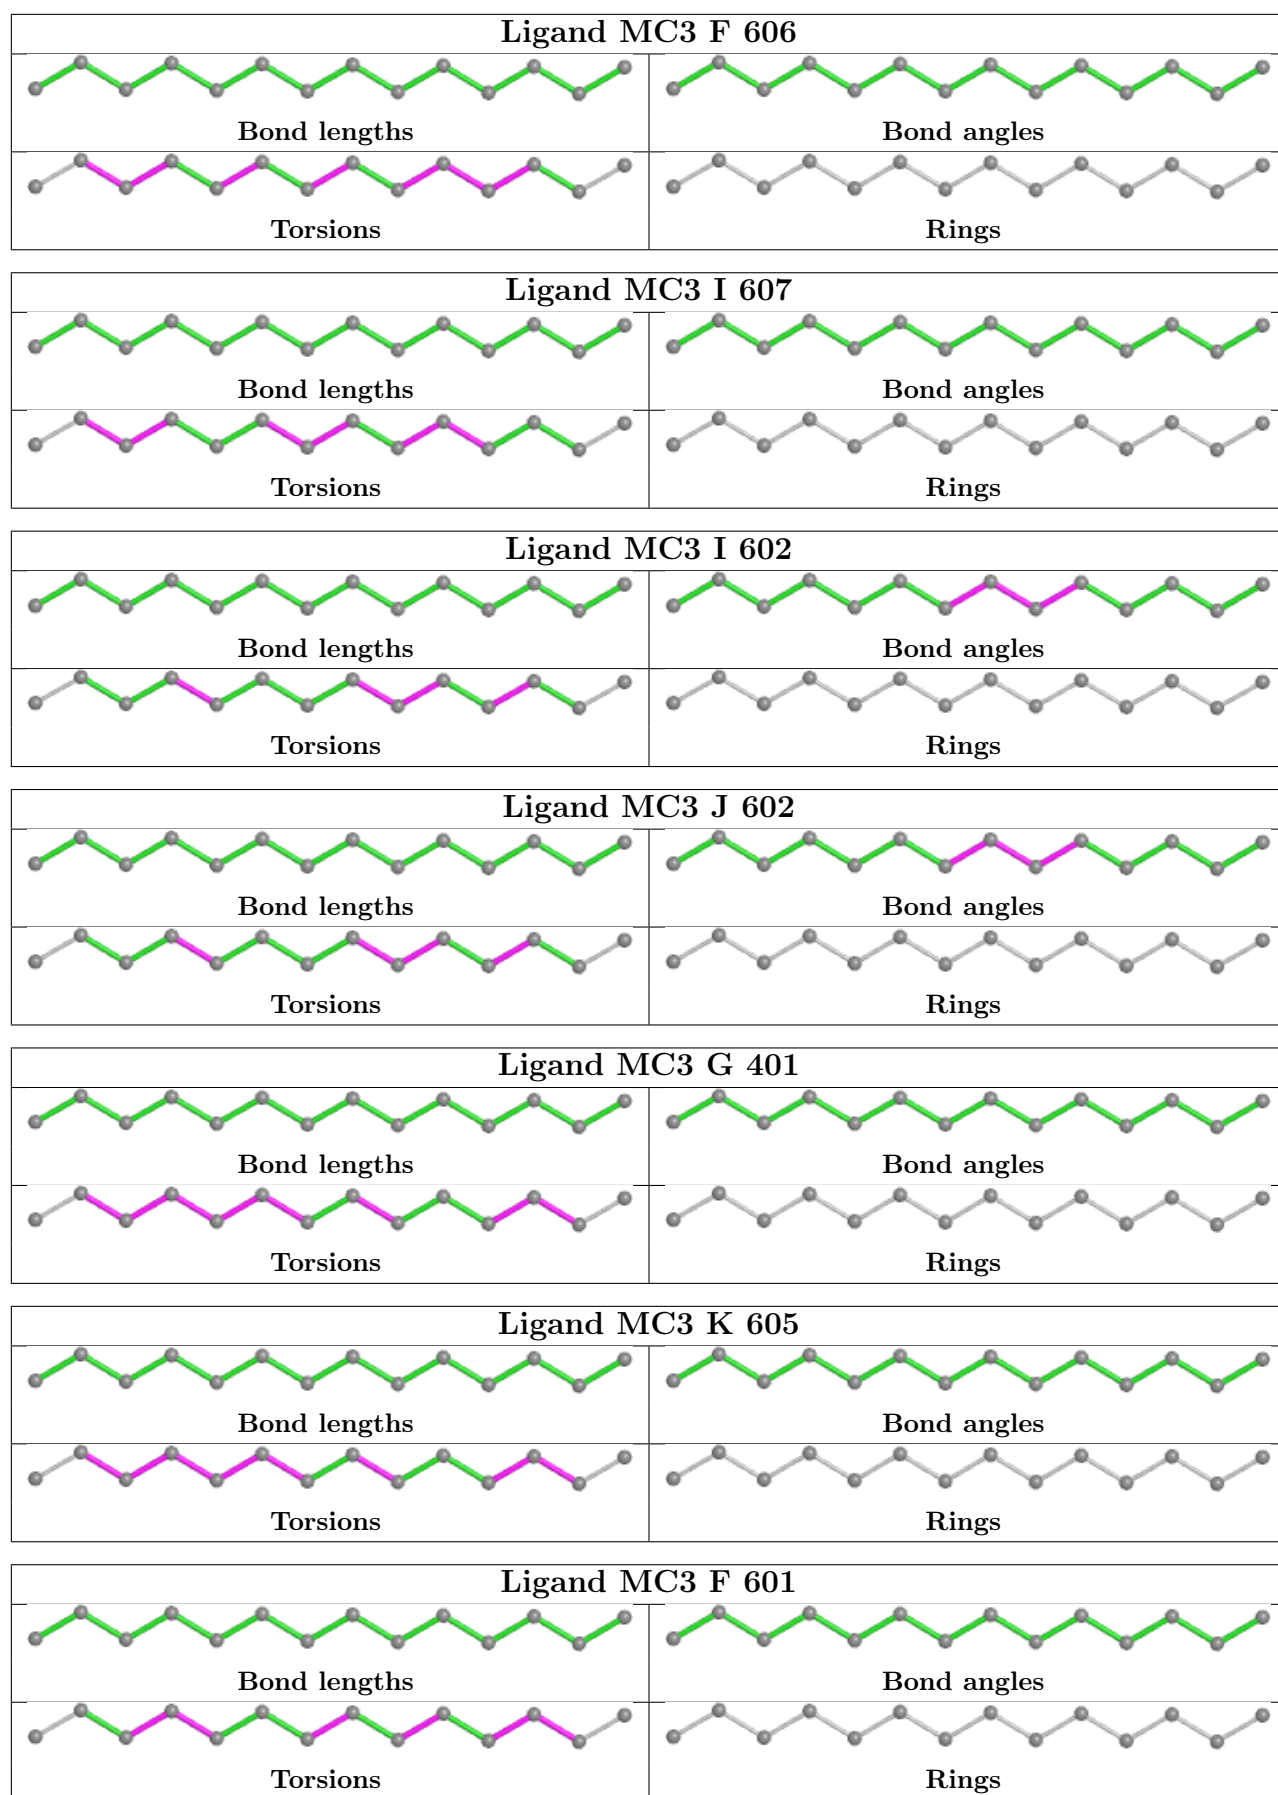 Ligand MC3 F 606
Bond lengths Bond angles
Torsions Rings
Ligand MC3 I 607
Bond lengths Bond angles
Torsions Rings
Ligand MC3 I 602
Bond lengths Bond angles
Torsions Rings
Ligand MC3 J 602
Bond lengths Bond angles
Torsions Rings
Ligand MC3 G 401
Bond lengths Bond angles
Torsions Rings
Ligand MC3 K 605
Bond lengths Bond angles
Torsions Rings
Ligand MC3 F 601
Bond lengths Bond angles
Torsions Rings